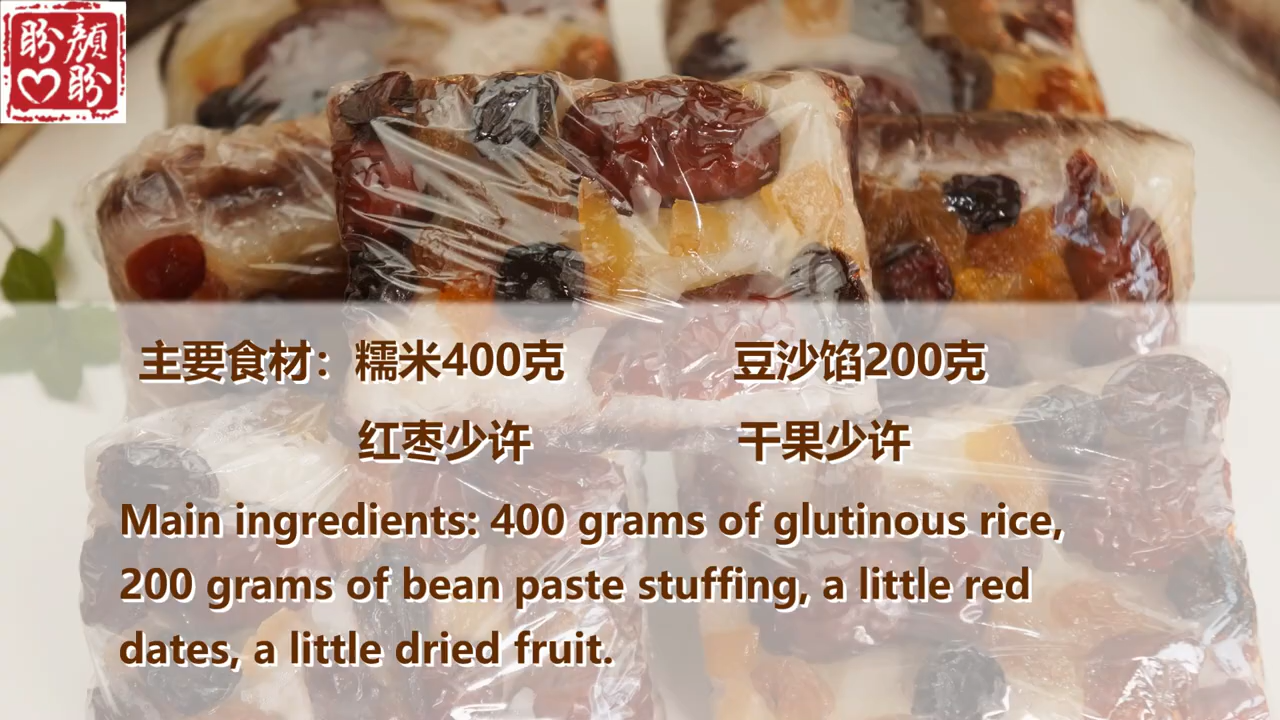 盼顏
♡盼
主要食材：糯米400克 豆沙馅200克
红枣少许 干果少许
Main ingredients: 400 grams of glutinous rice,
200 grams of bean paste stuffing, a little red
dates, a little dried fruit.